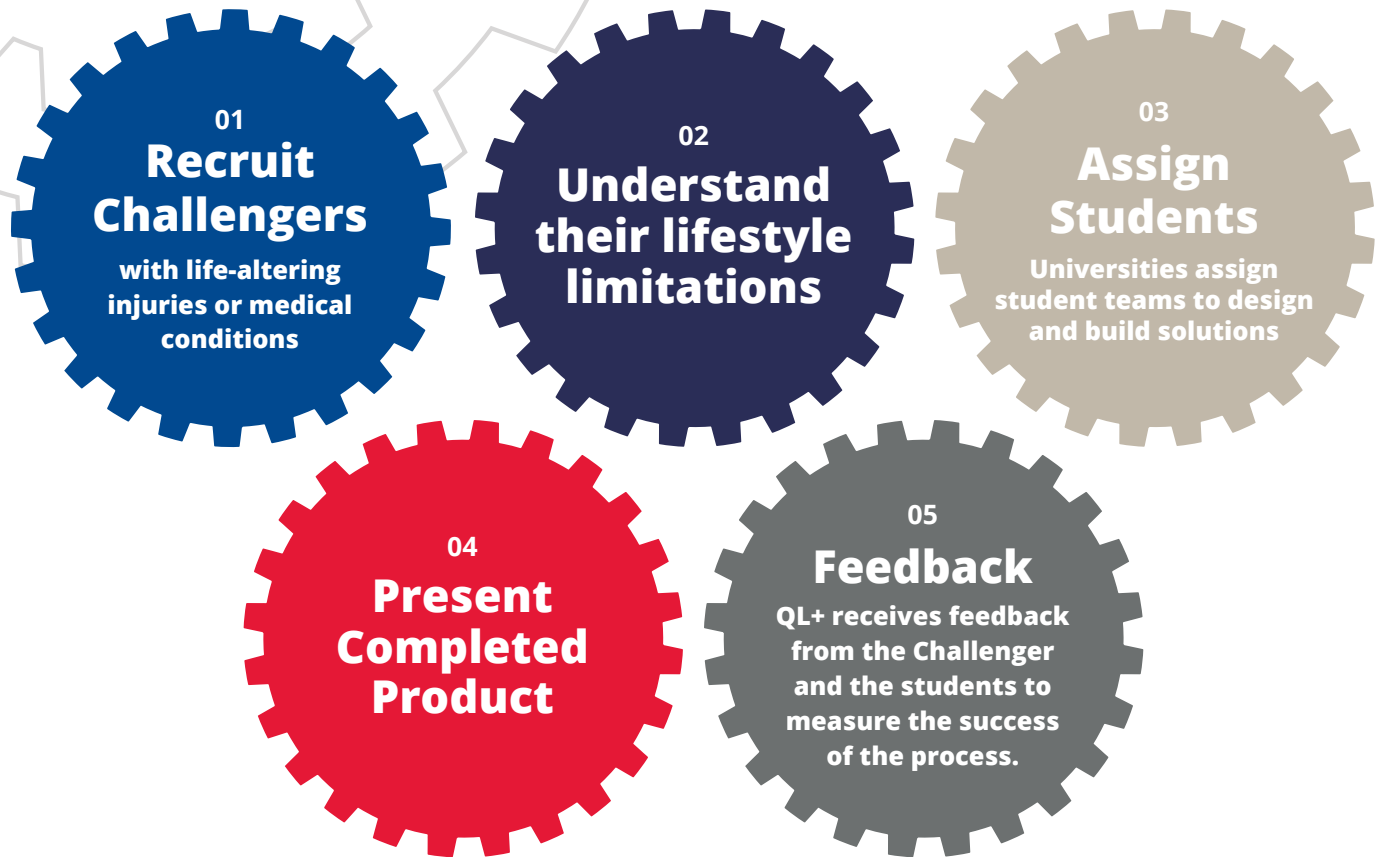 01
Recruit
Challengers
with life-altering
injuries or medical
conditions
02
Understand
their lifestyle
limitations
03
Assign
Students
Universities assign
student teams to design
and build solutions
04
Present
Completed
Product
05
Feedback
QL+ receives feedback
from the Challenger
and the students to
measure the success
of the process.